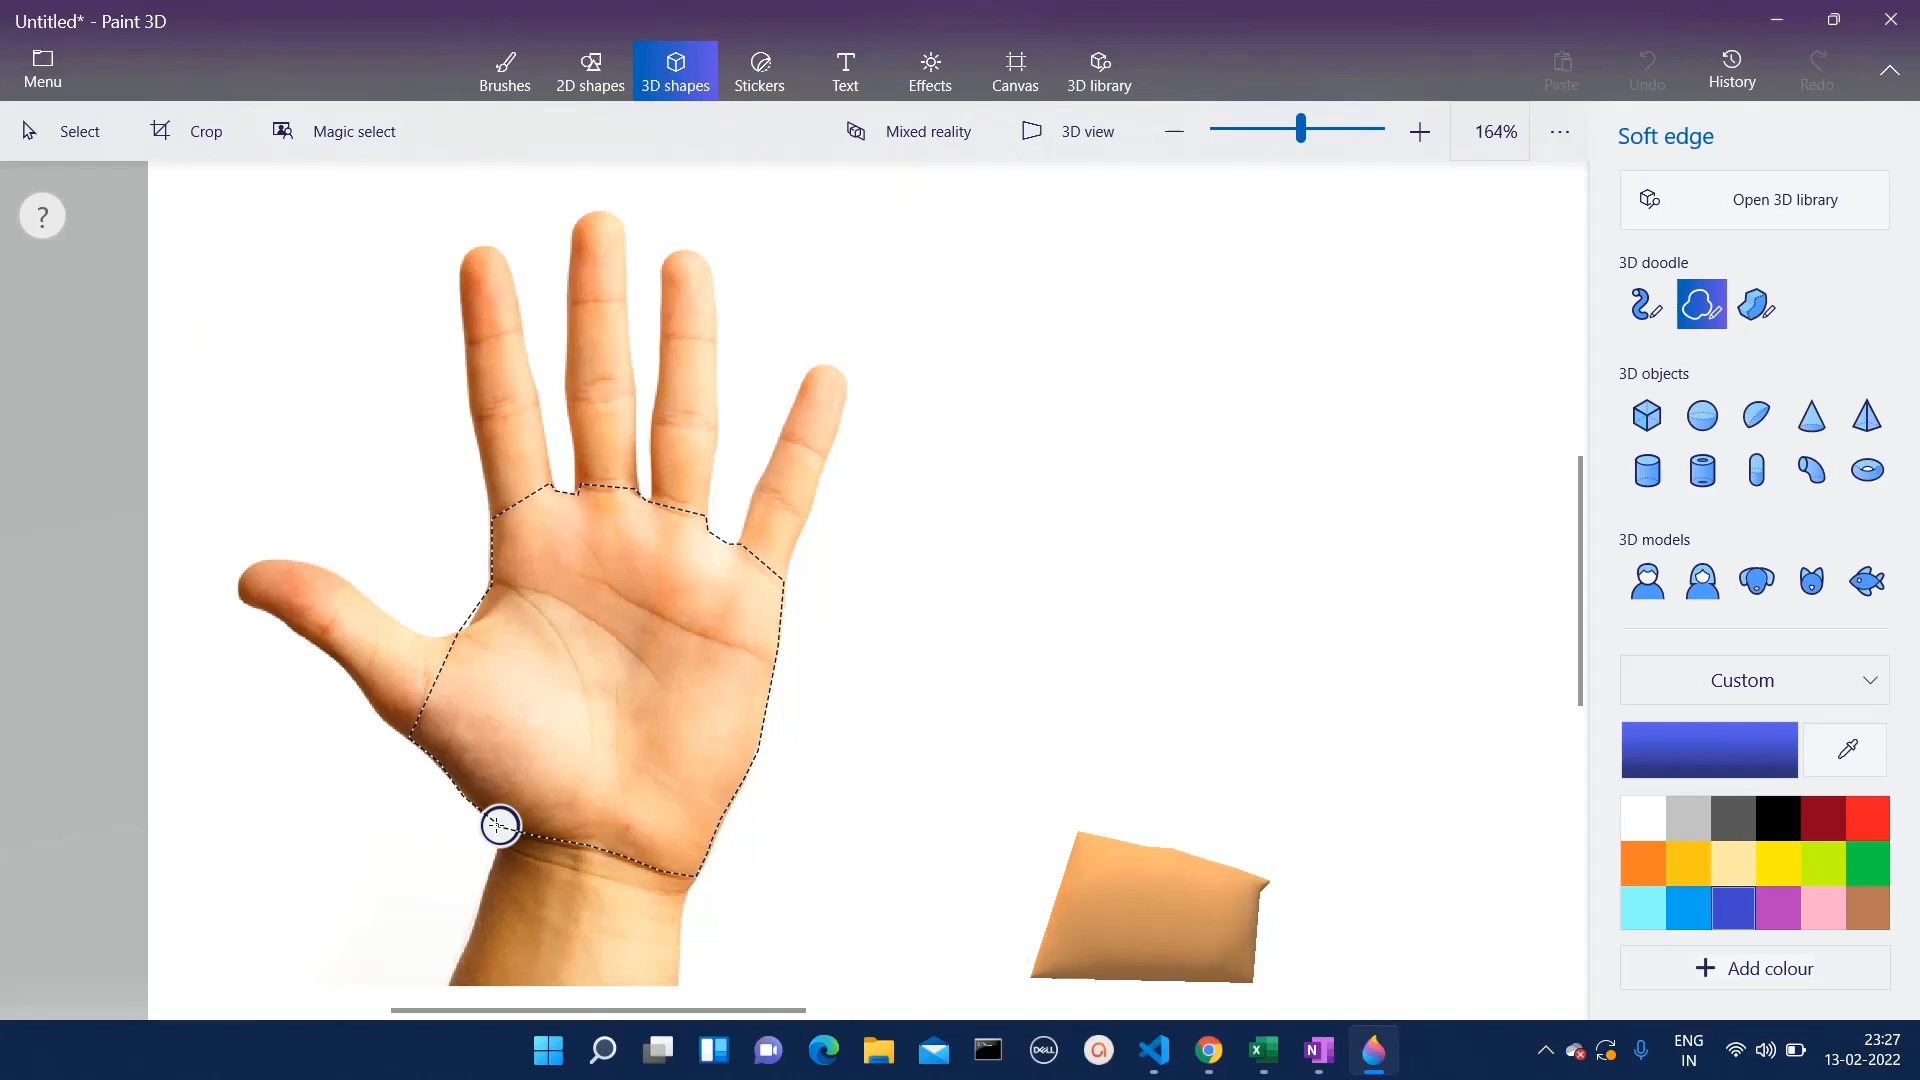 Untitled* - Paint 3D
Menu
Brushes
2D shapes
3D shapes
Stickers
Text
Effects
Canvas
3D library
Paste
Undo
History
Redo
Select
Crop
Magic select
Mixed reality
3D view
164%
Soft edge
Open 3D library
3D doodle
3D objects
3D models
Custom
Add colour
DELL
ENG
IN
23:27
13-02-2022